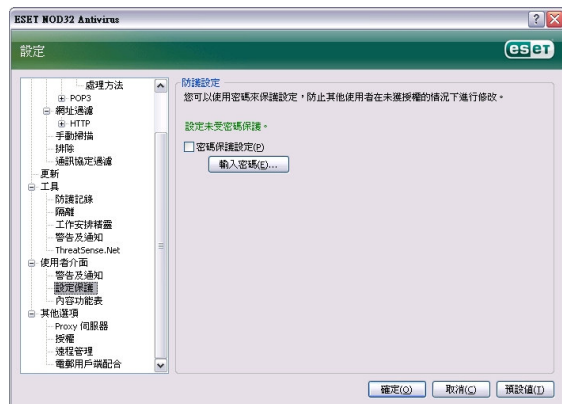 ESET NOD32 Antivirus
設定
eset
處理方法
POP3
網址過濾
HTTP
手動掃描
排除
通訊協定過濾
更新
工具
防護記錄
隔離
工作安排精靈
警告及通知
ThreatSense.Net
使用者介面
警告及通知
設定保護
內容功能表
其他選項
Proxy 伺服器
授權
遠程管理
電郵用戶端配合
防護設定
您可以使用密碼來保護設定，防止其他使用者在未獲授權的情況下進行修改。
設定未受密碼保護。
密碼保護設定(P)
輸入密碼(E)...
確定(O)
取消(C)
預設值(T)